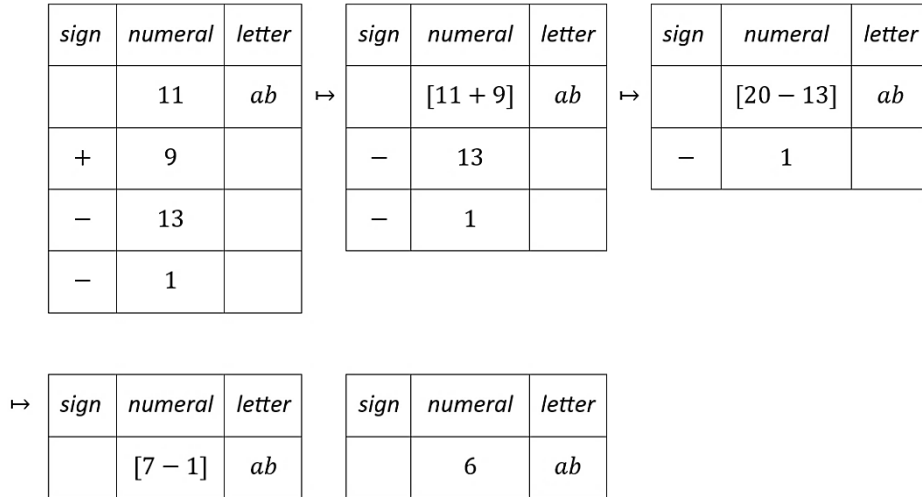 sign numeral letter sign numeral letter sign numeral letter
11 ab ↦ [11 + 9] ab ↦ [20 − 13] ab
+ 9 − 13 − 1
− 13 − 1
− 1
↦ sign numeral letter sign numeral letter
[7 − 1] ab 6 ab